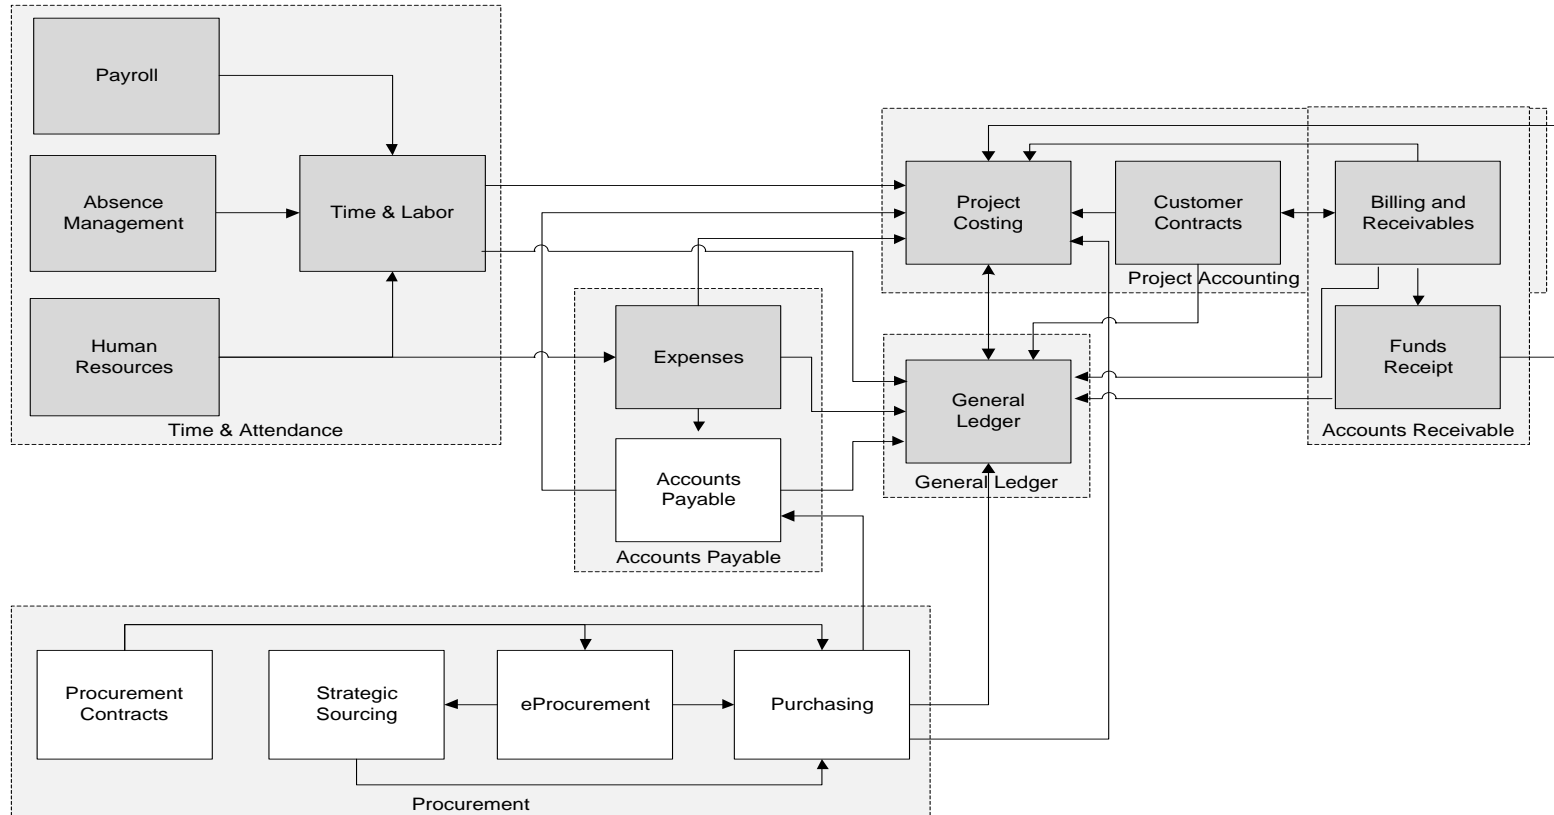 Payroll
Absence
Management
Time & Labor
Human
Resources
Time & Attendance
Project
Costing
Customer
Contracts
Billing and
Receivables
Project Accounting
Funds
Receipt
Accounts Receivable
Expenses
Accounts
Payable
Accounts Payable
General
Ledger
General Ledger
Procurement
Contracts
Strategic
Sourcing
eProcurement
Purchasing
Procurement